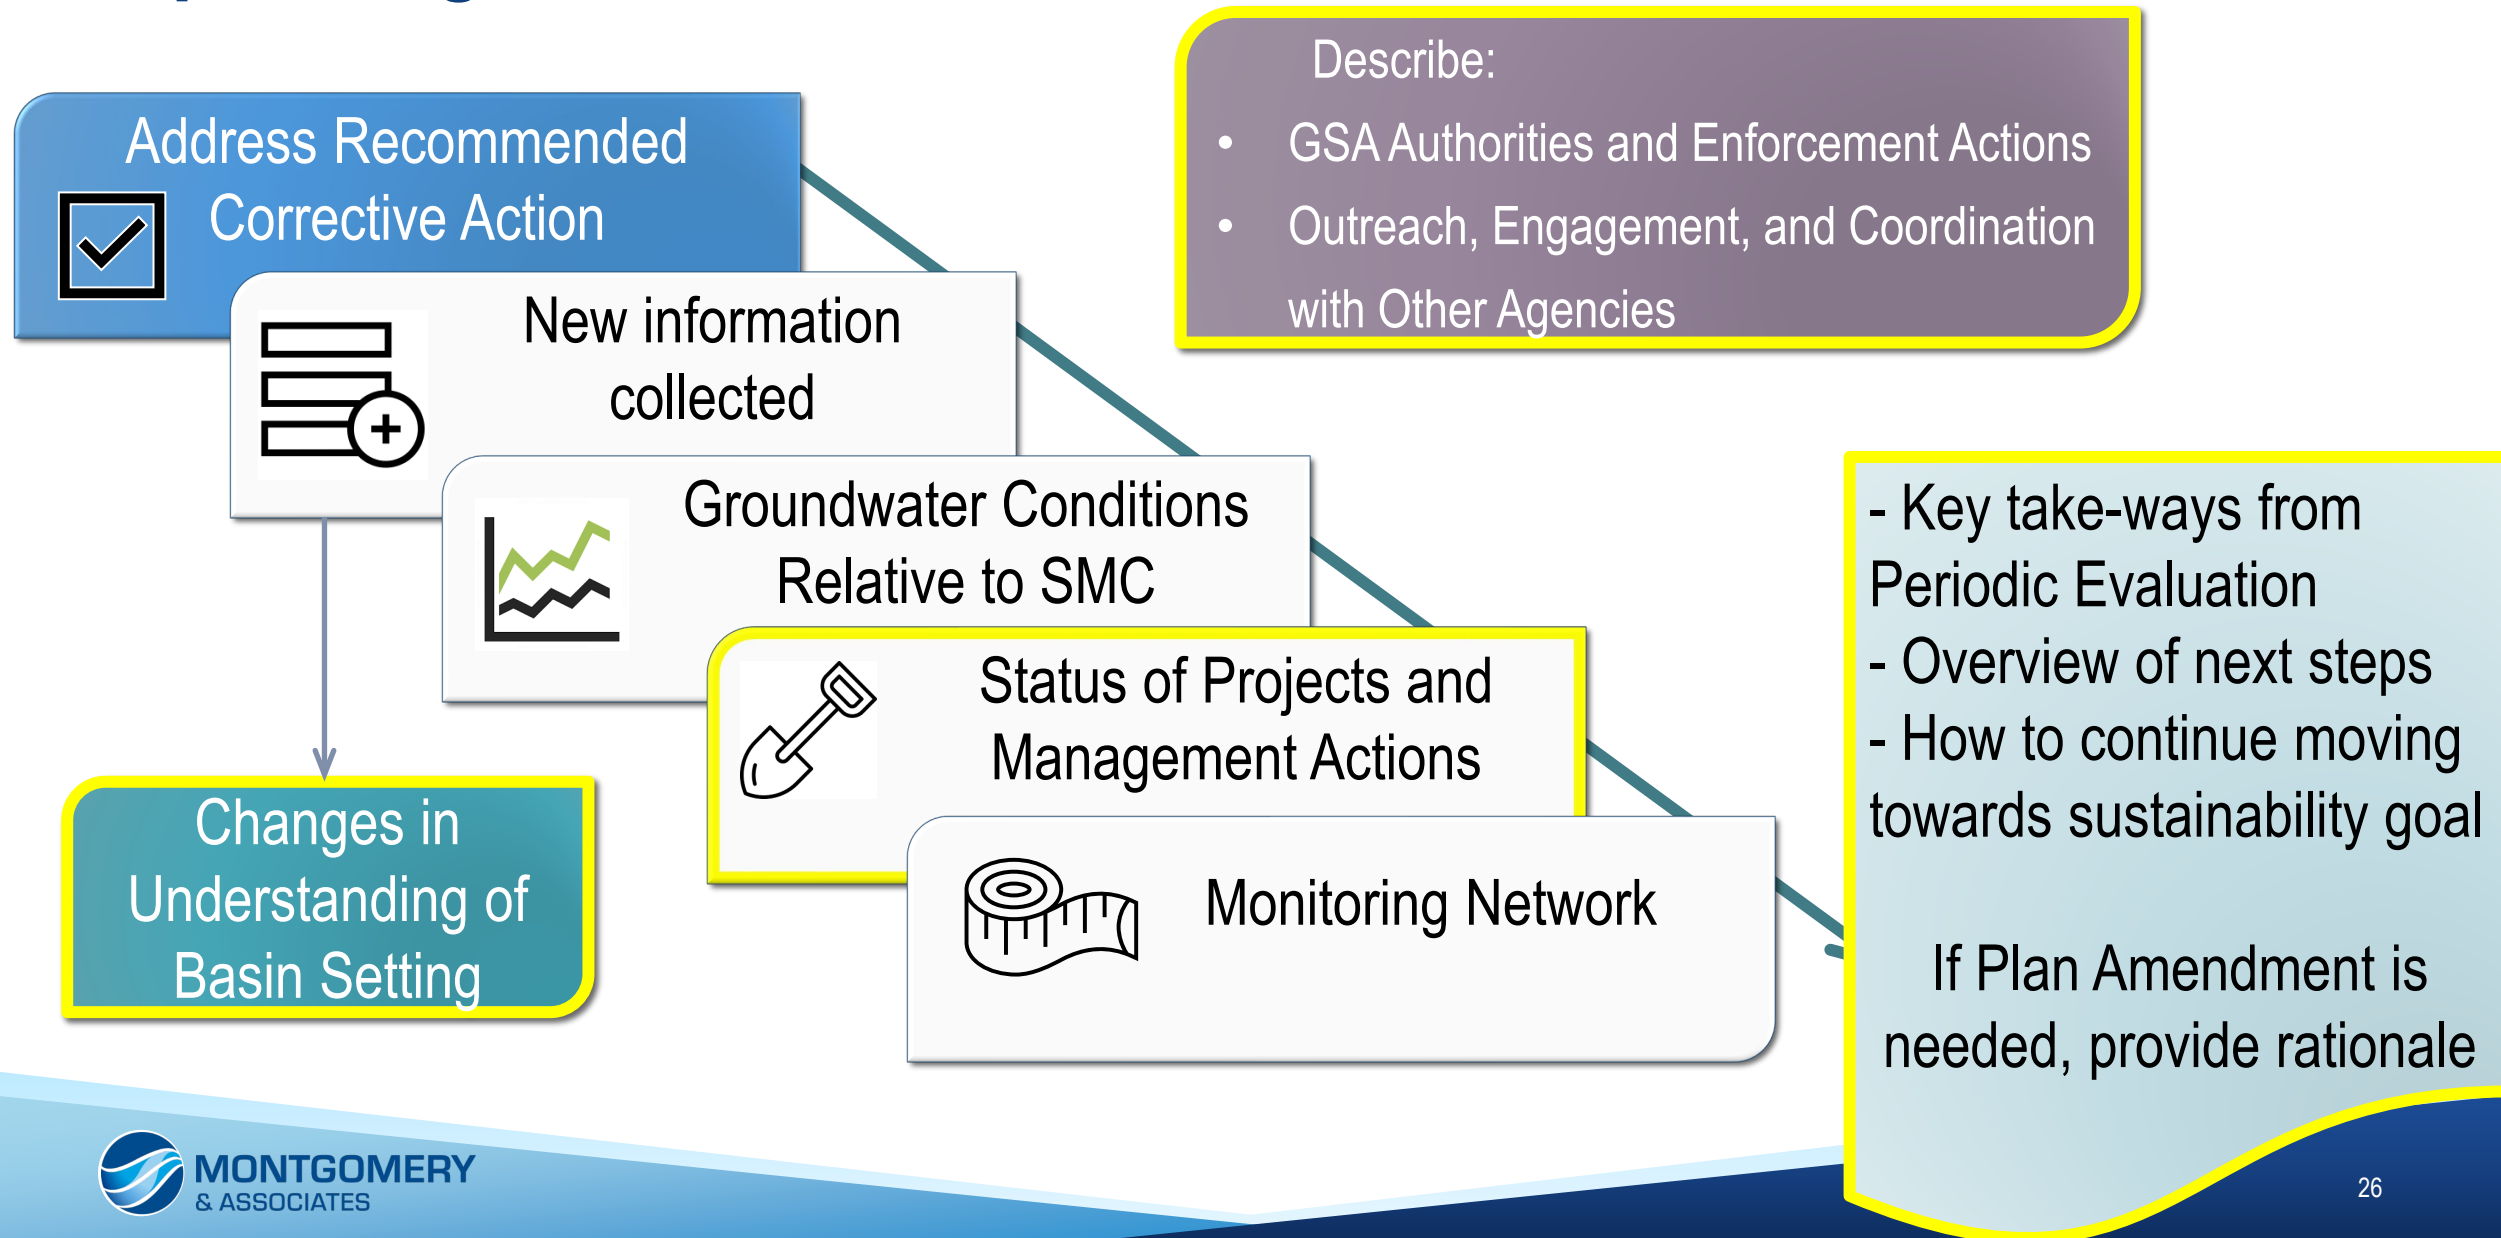 Describe:
• GSA Authorities and Enforcement Actions
• Outreach, Engagement, and Coordination
with Other Agencies
Address Recommended
Corrective Action
New information
collected
Groundwater Conditions
Relative to SMC
Status of Projects and
Management Actions
Monitoring Network
Changes in
Understanding of
Basin Setting
- Key take-ways from
Periodic Evaluation
- Overview of next steps
- How to continue moving
towards sustainability goal
If Plan Amendment is
needed, provide rationale
MONTGOMERY
& ASSOCIATES
26